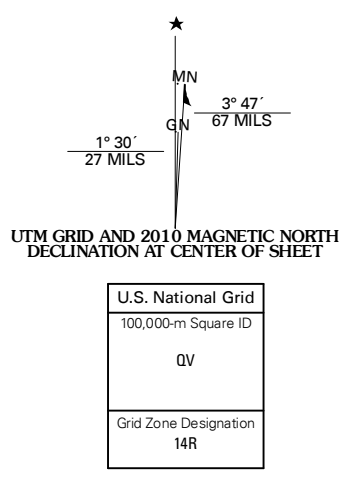 ★
MN
3° 47´
67 MILS
GN
1° 30´
27 MILS
UTM GRID AND 2010 MAGNETIC NORTH
DECLINATION AT CENTER OF SHEET
U.S. National Grid
100,000-m Square ID
QV
Grid Zone Designation
14R